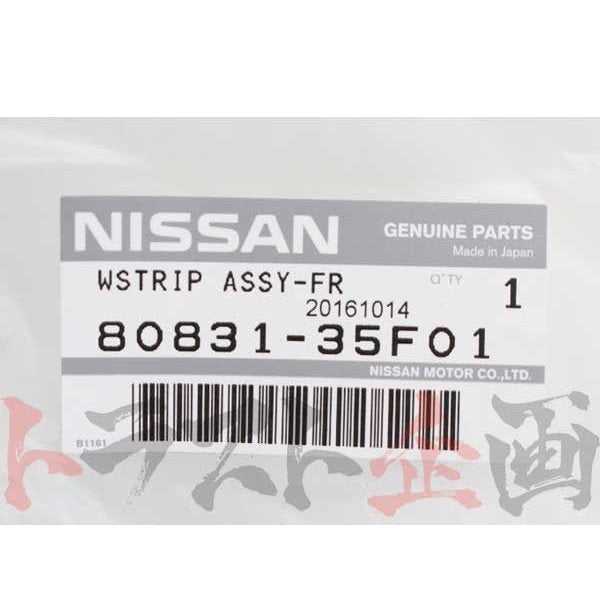 NISSAN
GENUINE PARTS
Made in Japan
WSTRIP ASSY-FR
Q'TY
1
20161014
80831-35F01
NISSAN MOTOR CO.,LTD.
B1161
トラスト企画